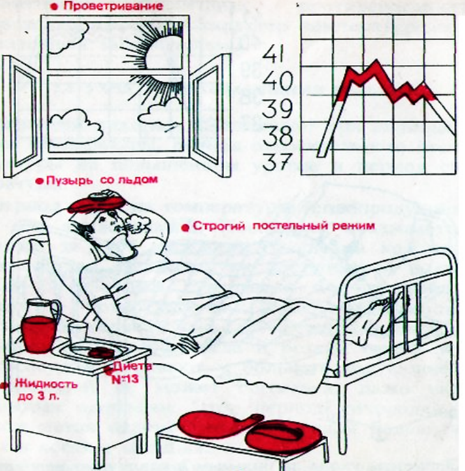 ● Проветривание
41
40
39
38
37
● Пузырь со льдом
● Строгий постельный режим
● Диета
№13
● Жидкость
до 3 л.